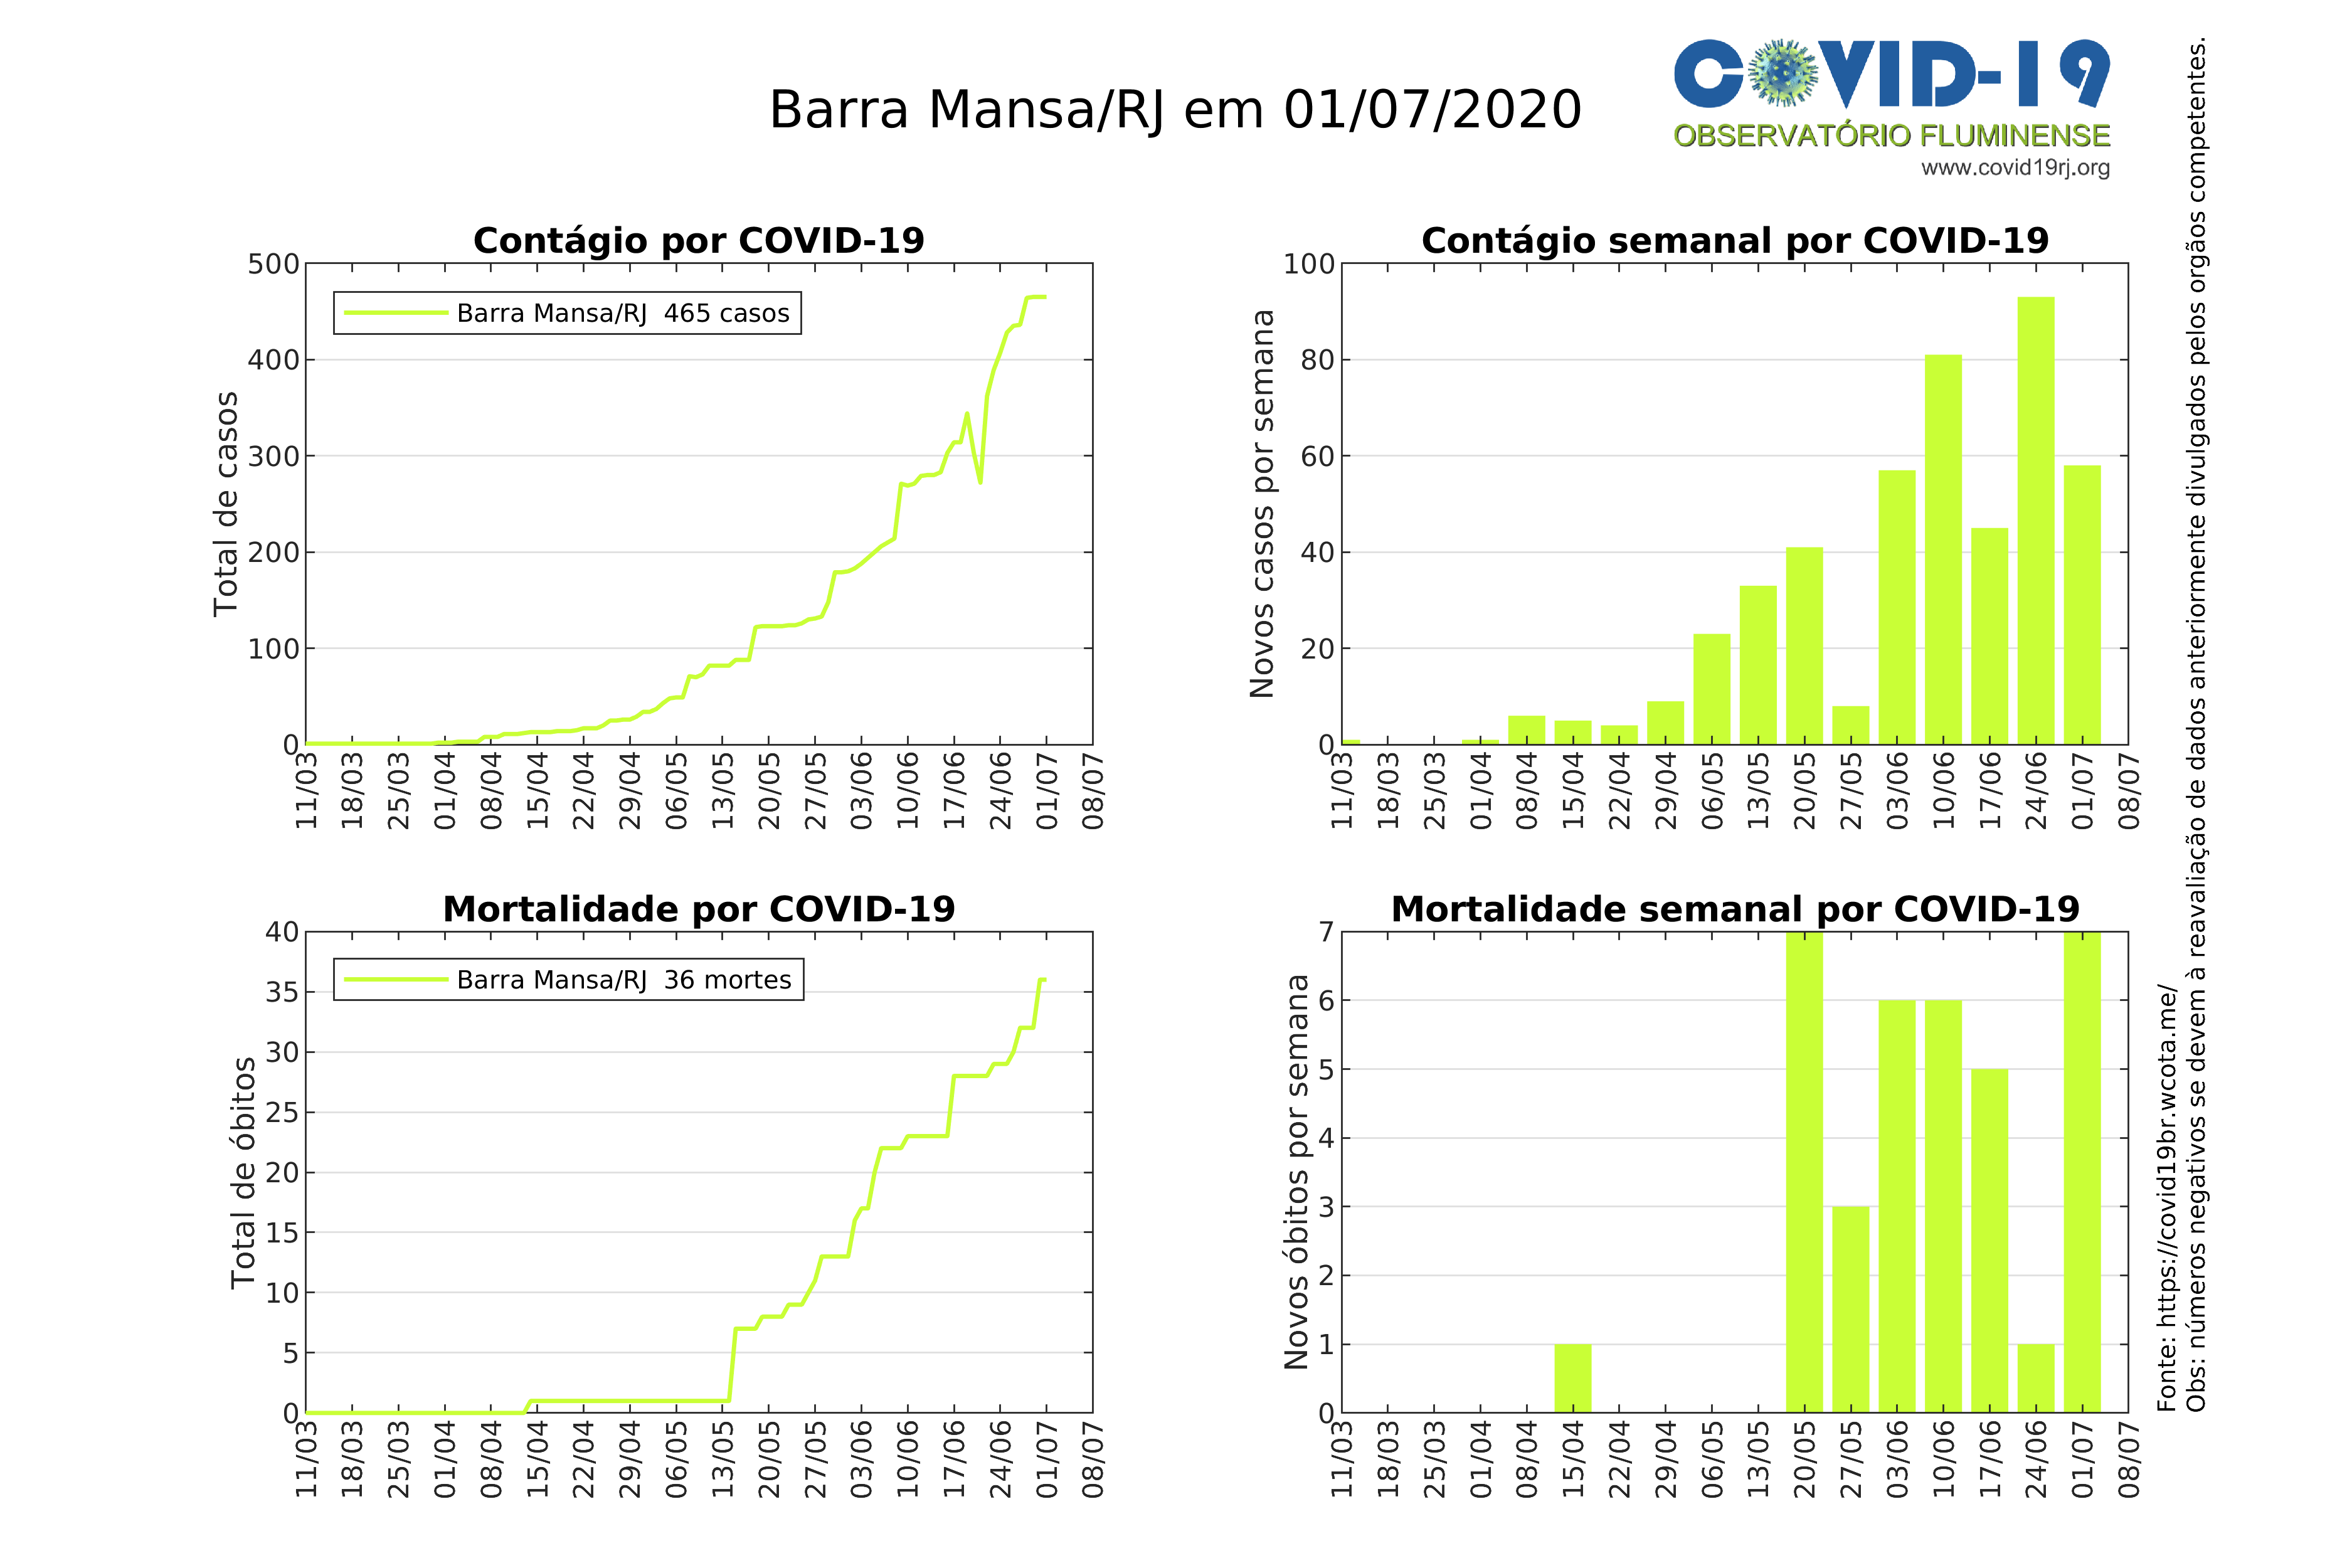 Barra Mansa/RJ em 01/07/2020
COVID-19
OBSERVATÓRIO FLUMINENSE
www.covid19rj.org
Contágio por COVID-19
Total de casos
500
400
300
200
100
0
Barra Mansa/RJ  465 casos
11/03 18/03 25/03 01/04 08/04 15/04 22/04 29/04 06/05 13/05 20/05 27/05 03/06 10/06 17/06 24/06 01/07 08/07
Contágio semanal por COVID-19
Novos casos por semana
100
80
60
40
20
0
11/03 18/03 25/03 01/04 08/04 15/04 22/04 29/04 06/05 13/05 20/05 27/05 03/06 10/06 17/06 24/06 01/07 08/07
Mortalidade por COVID-19
Total de óbitos
40
35
30
25
20
15
10
5
0
Barra Mansa/RJ  36 mortes
11/03 18/03 25/03 01/04 08/04 15/04 22/04 29/04 06/05 13/05 20/05 27/05 03/06 10/06 17/06 24/06 01/07 08/07
Mortalidade semanal por COVID-19
Novos óbitos por semana
7
6
5
4
3
2
1
0
11/03 18/03 25/03 01/04 08/04 15/04 22/04 29/04 06/05 13/05 20/05 27/05 03/06 10/06 17/06 24/06 01/07 08/07
Fonte: https://covid19br.wcota.me/
Obs: números negativos se devem à reavaliação de dados anteriormente divulgados pelos orgãos competentes.